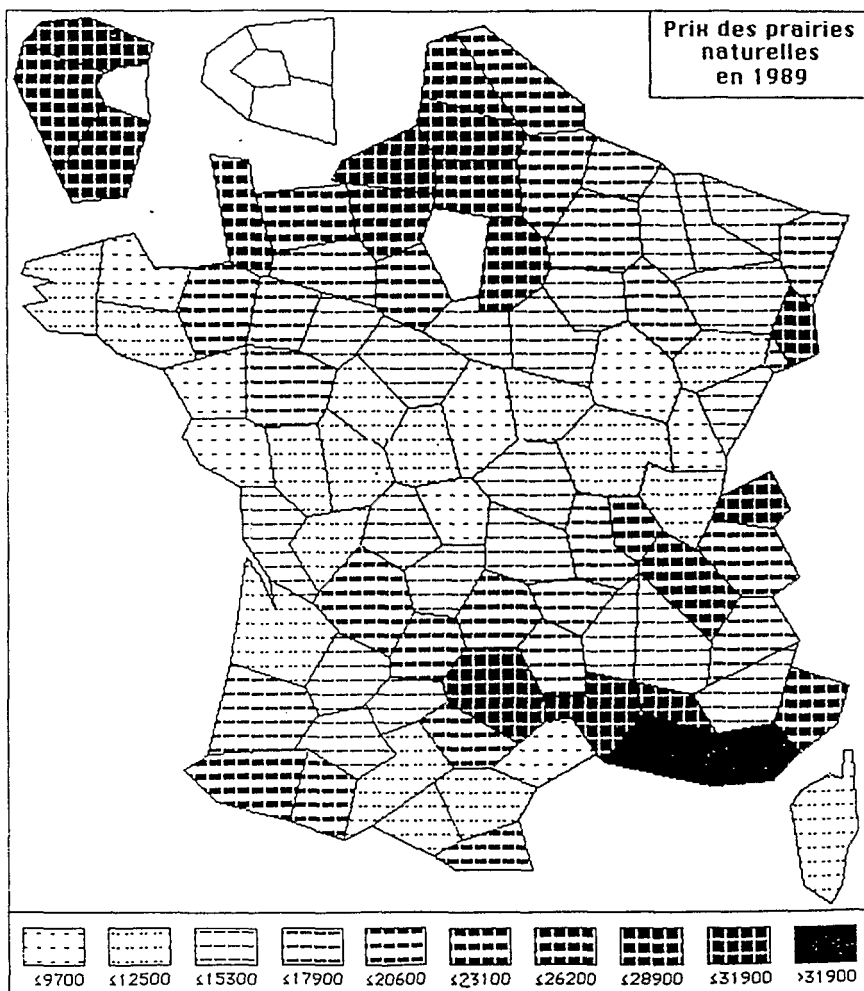 Prix des prairies
naturelles
en 1989
≤9700 ≤12500 ≤15300 ≤17900 ≤20600 ≤23100 ≤26200 ≤28900 ≤31900 >31900